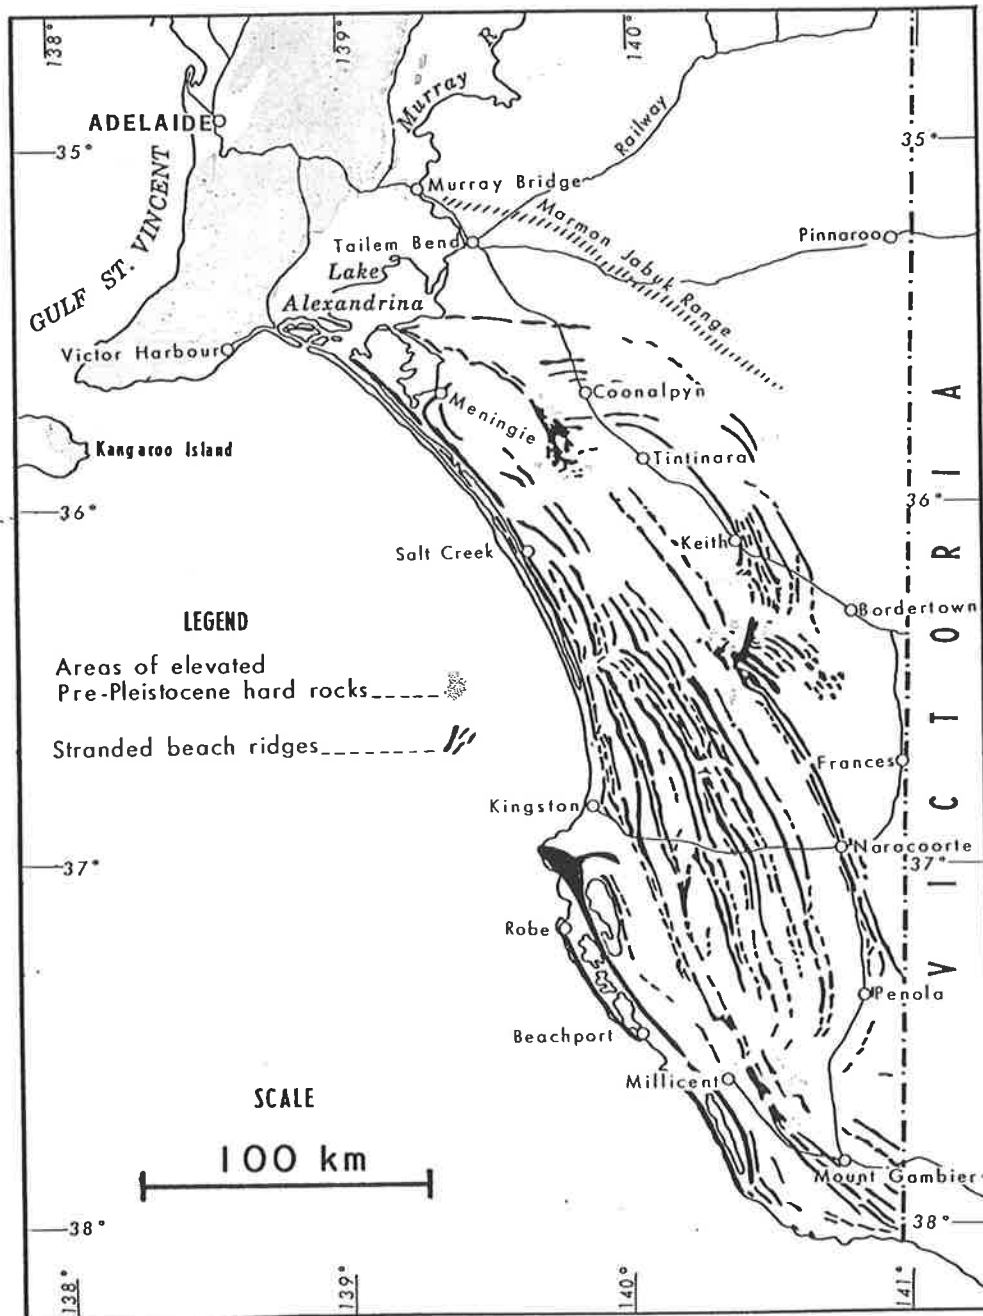 138°
139°
140°
R
Murray
ADELAIDE
35°
35°
Railway
GULF ST. VINCENT
Murray Bridge
Marmon Jabuk Range
Pinnaroo
Tailem Bend
Lake
Alexandrina
Victor Harbour
Coonalpyn
Meningie
Kangaroo Island
Tintinara
36°
36°
Keith
Salt Creek
Bordertown
VICTORIA
LEGEND
Areas of elevated
Pre-Pleistocene hard rocks
Stranded beach ridges
Frances
Kingston
Naracoorte
37°
37°
Robe
Penola
Beachport
Millicent
SCALE
100 km
Mount Gambier
38°
38°
138°
139°
140°
141°